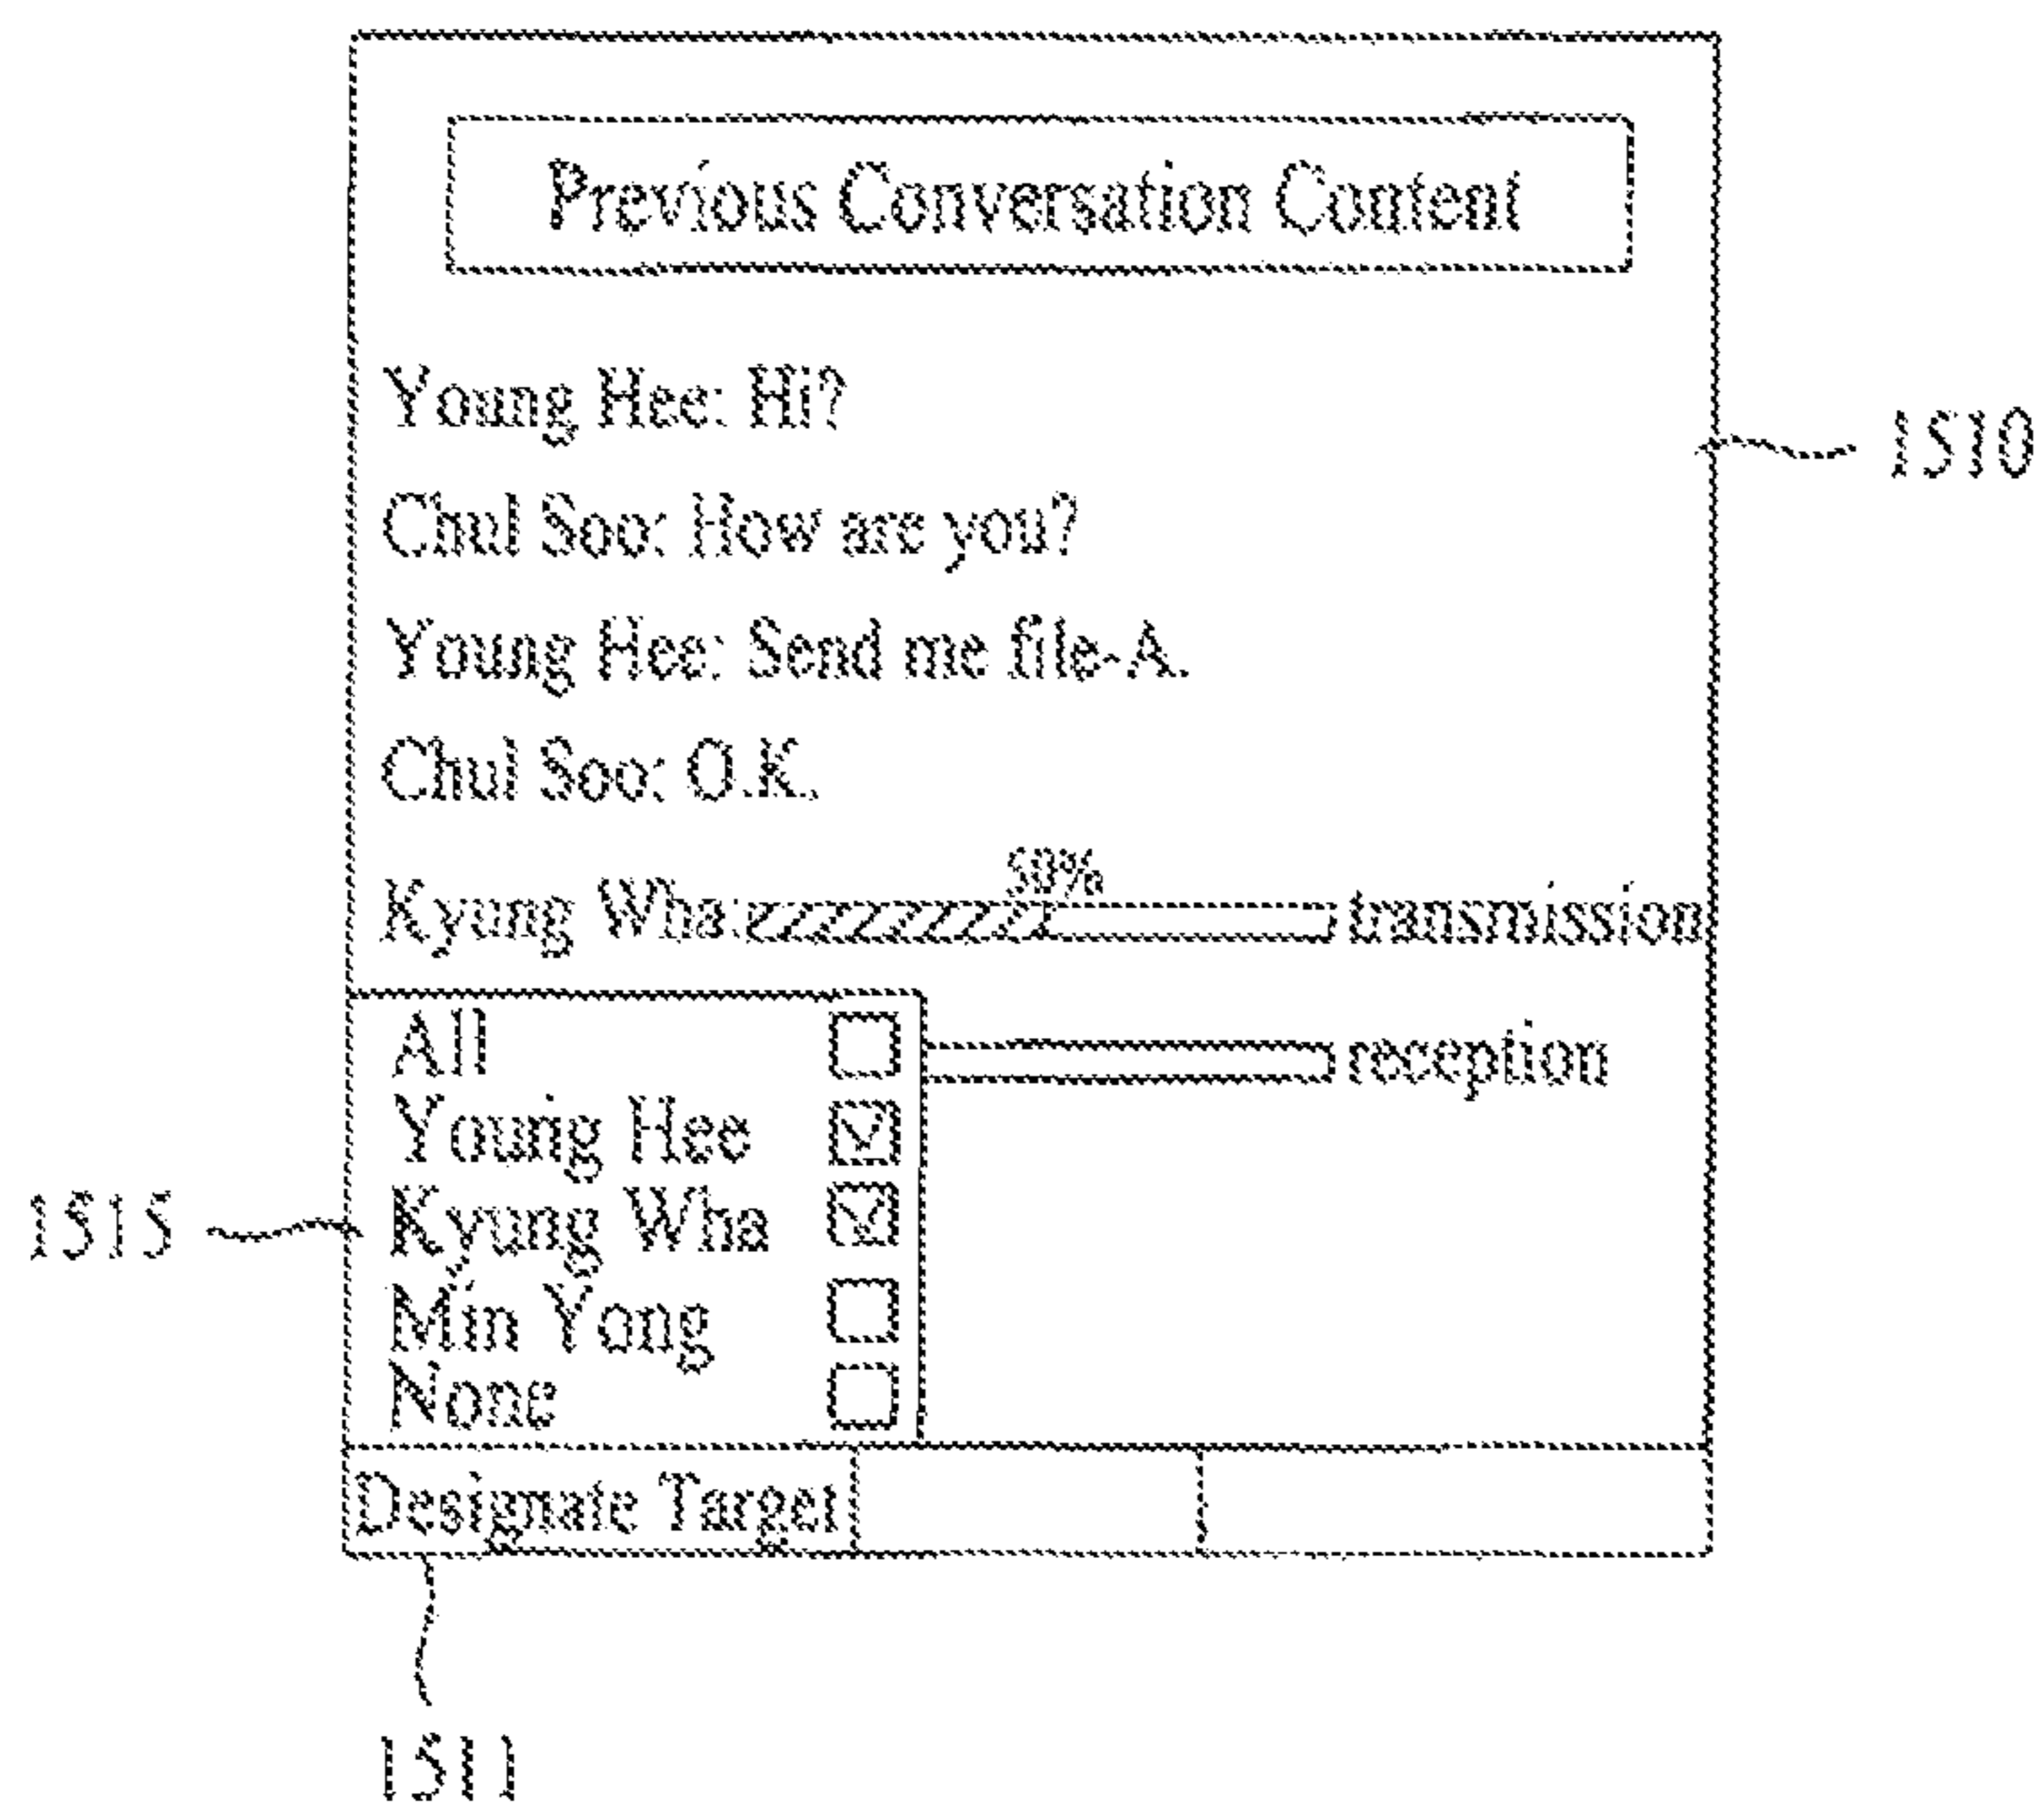 Previous Conversation Content
Young Hee: Hi?
1510
Chul Soo: How are you?
Young Hee: Send me file-A.
Chul Soo: O.K.
50%
Kyung Wha: transmission
All
reception
Young Hee
1515
Kyung Wha
Min Yong
None
Designate Target
1511